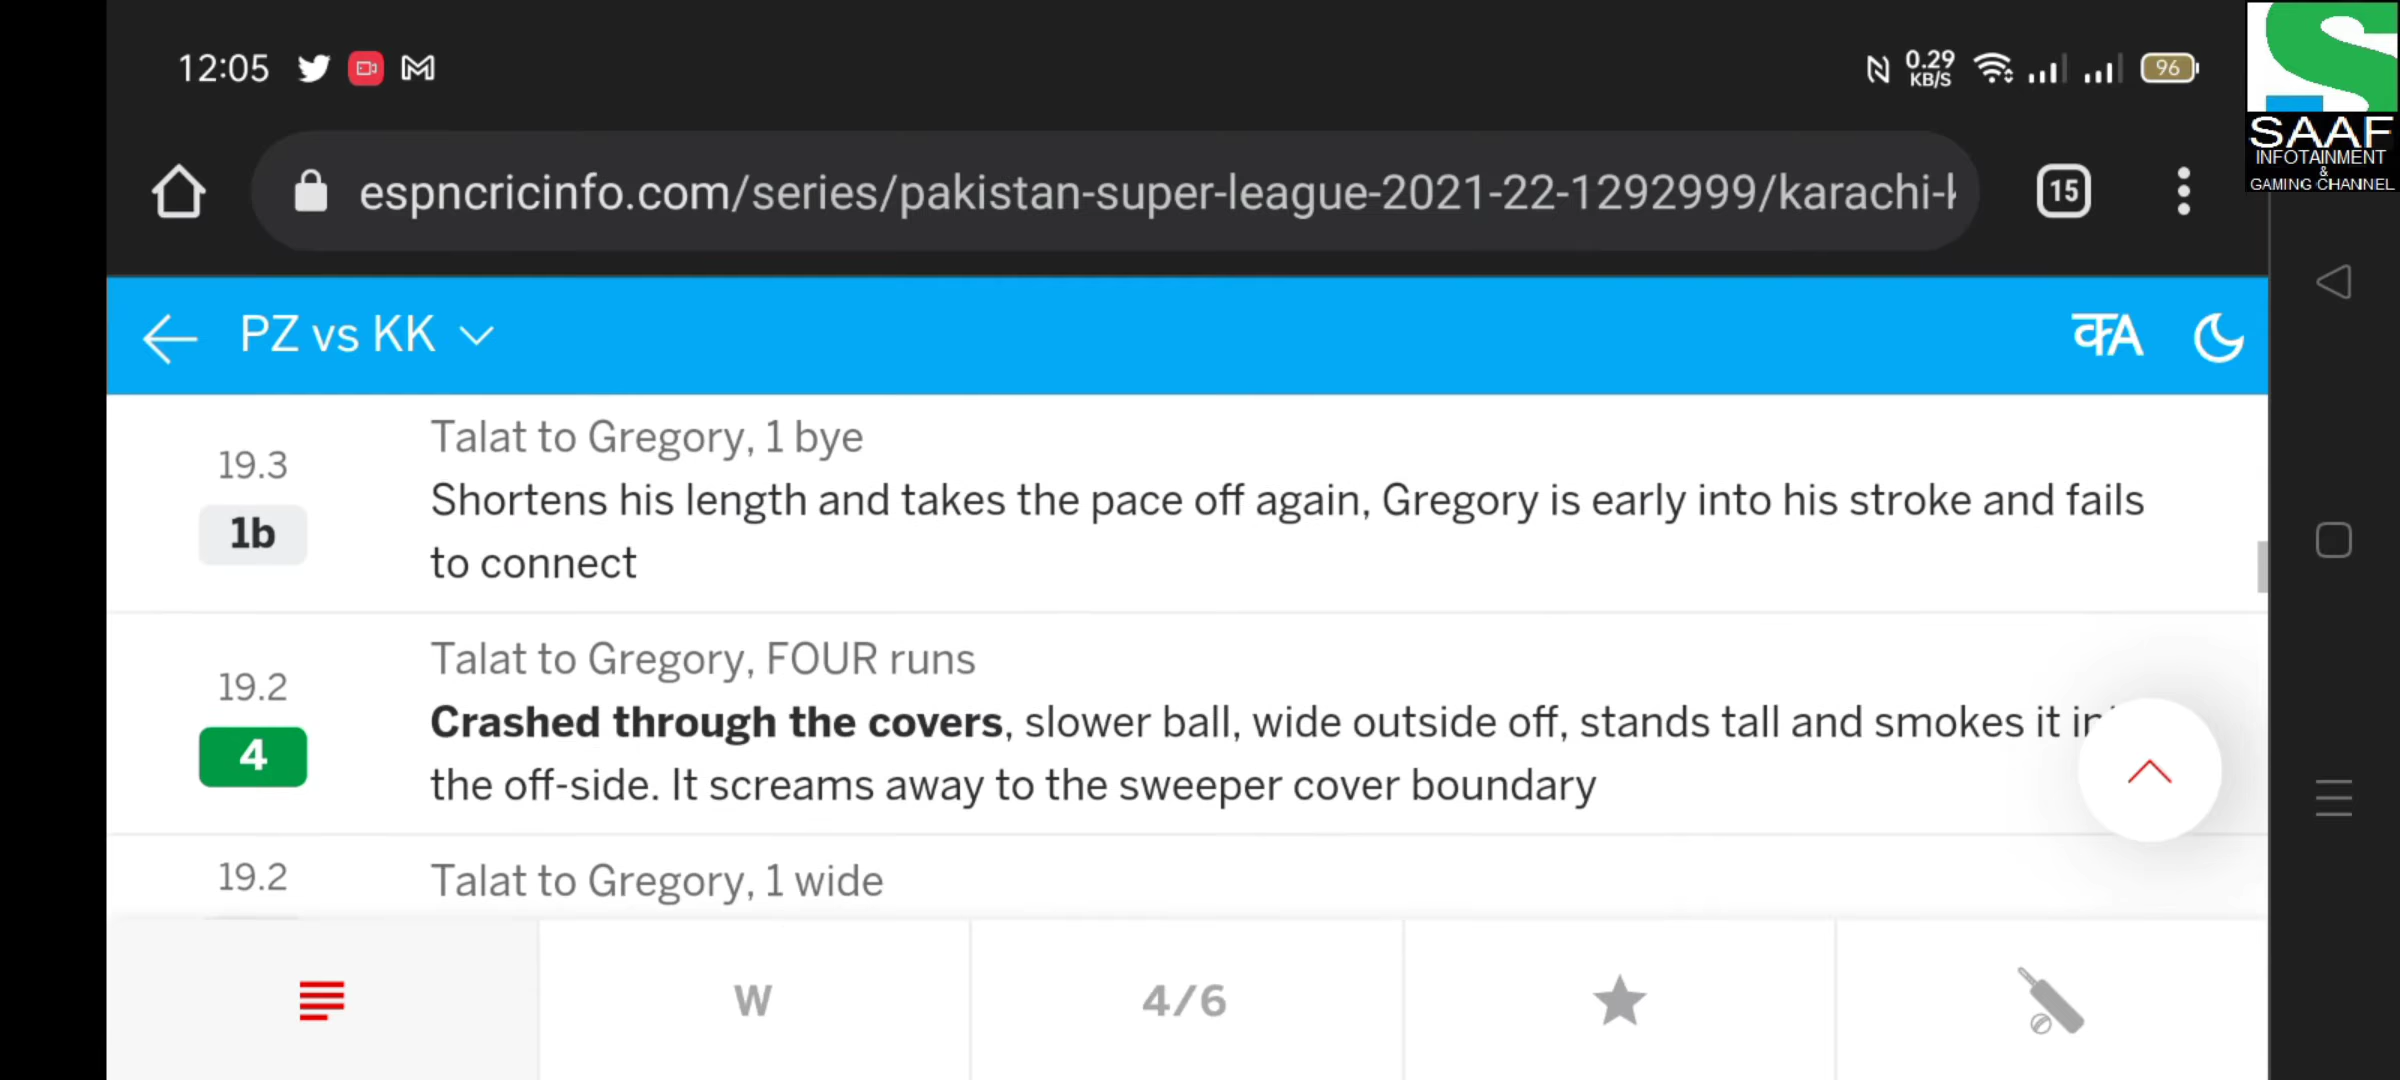 12:05
0.29
KB/S
96
SAAF
INFOTAINMENT
&
GAMING CHANNEL
espncricinfo.com/series/pakistan-super-league-2021-22-1292999/karachi-k
15
PZ vs KK
कA
19.3
1b
Talat to Gregory, 1 bye
Shortens his length and takes the pace off again, Gregory is early into his stroke and fails
to connect
19.2
4
Talat to Gregory, FOUR runs
Crashed through the covers, slower ball, wide outside off, stands tall and smokes it
the off-side. It screams away to the sweeper cover boundary
19.2
Talat to Gregory, 1 wide
W
4/6